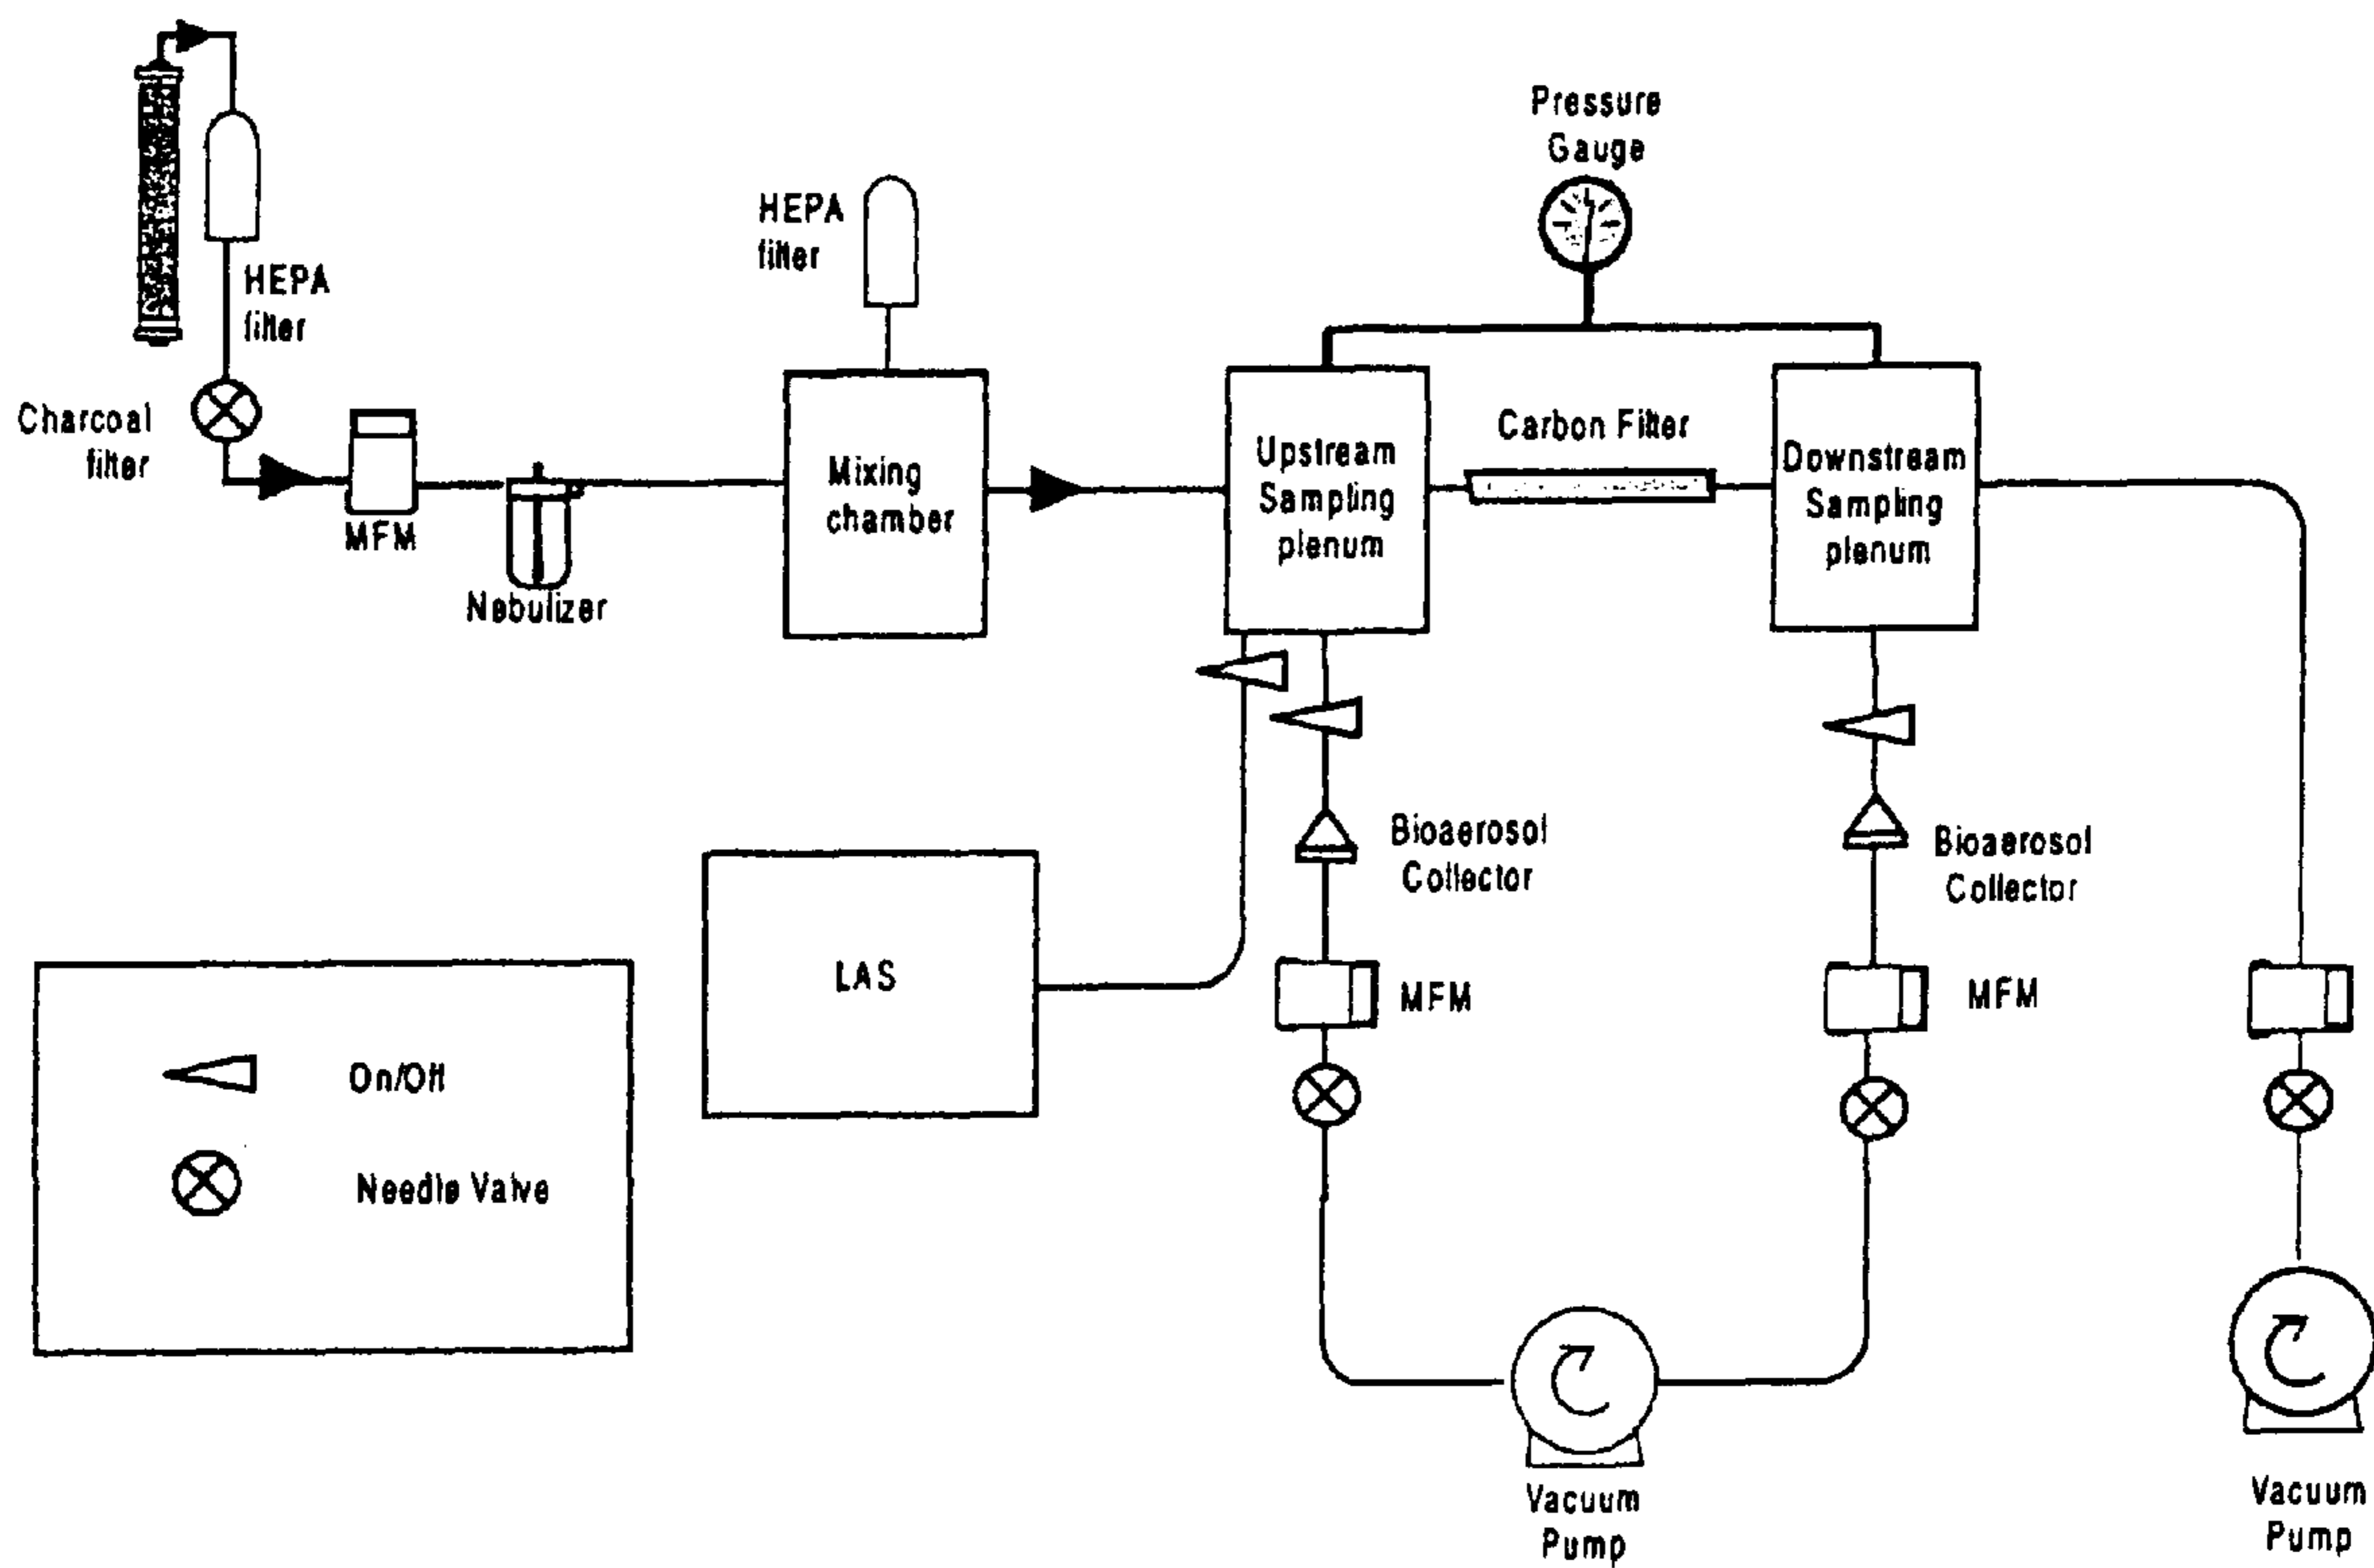 Pressure
Gauge
HEPA
filter
HEPA
filter
Charcoal
filter
MFM
Nebulizer
Mixing
chamber
Upstream
Sampling
plenum
Carbon Filter
Downstream
Sampling
plenum
Bioaerosol
Collector
Bioaerosol
Collector
LAS
MFM
MFM
On/Off
Needle Valve
Vacuum
Pump
Vacuum
Pump